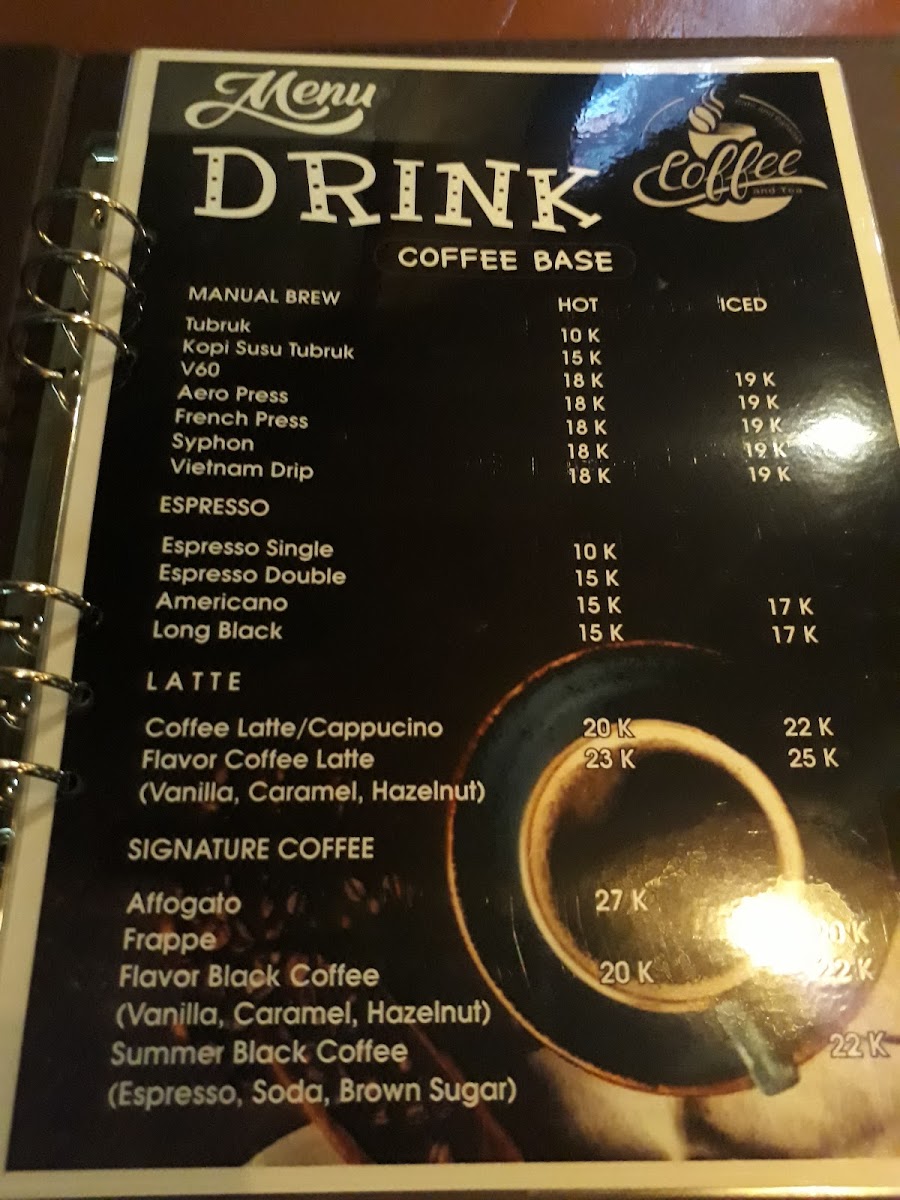 Menu
DRINK
Coffee
and Tea
COFFEE BASE
MANUAL BREW HOT ICED
Tubruk 10 K
Kopi Susu Tubruk 15 K
V60 18 K 19 K
Aero Press 18 K 19 K
French Press 18 K 19 K
Syphon 18 K 19 K
Vietnam Drip 18 K 19 K
ESPRESSO
Espresso Single 10 K
Espresso Double 15 K
Americano 15 K 17 K
Long Black 15 K 17 K
LATTE
Coffee Latte/Cappucino 20 K 22 K
Flavor Coffee Latte 23 K 25 K
(Vanilla, Caramel, Hazelnut)
SIGNATURE COFFEE
Affogato 27 K
Frappe
Flavor Black Coffee 20 K 22 K
(Vanilla, Caramel, Hazelnut)
Summer Black Coffee 22 K
(Espresso, Soda, Brown Sugar)